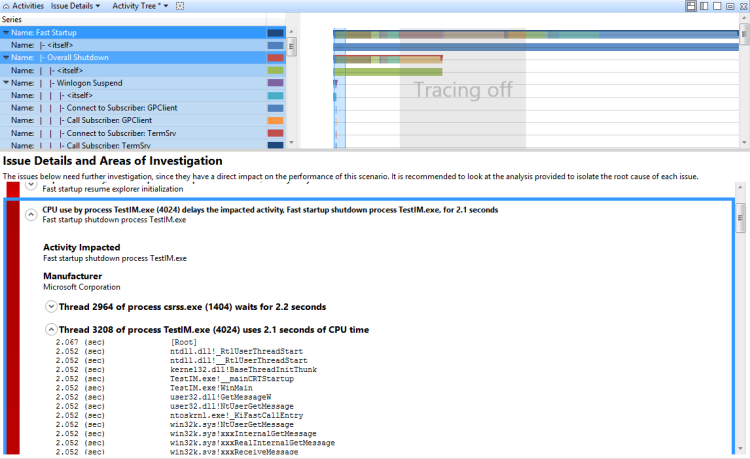 Activities Issue Details Activity Tree *
Series
Name: Fast Startup
Name: |- <itself>
Name: |- Overall Shutdown
Name: | |- <itself>
Name: | |- Winlogon Suspend
Name: | | |- <itself>
Name: | | |- Connect to Subscriber: GPClient
Name: | | |- Call Subscriber: GPClient
Name: | | |- Connect to Subscriber: TermSrv
Name: | | |- Call Subscriber: TermSrv
Tracing off
Issue Details and Areas of Investigation
The issues below need further investigation, since they have a direct impact on the performance of this scenario. It is recommended to look at the analysis provided to isolate the root cause of each issue.
Fast startup resume explorer initialization
CPU use by process TestIM.exe (4024) delays the impacted activity, Fast startup shutdown process TestIM.exe, for 2.1 seconds
Fast startup shutdown process TestIM.exe
Activity Impacted
Fast startup shutdown process TestIM.exe
Manufacturer
Microsoft Corporation
Thread 2964 of process csrss.exe (1404) waits for 2.2 seconds
Thread 3208 of process TestIM.exe (4024) uses 2.1 seconds of CPU time
2.067 (sec) [Root]
2.052 (sec) ntdll.dll!_RtlUserThreadStart
2.052 (sec) ntdll.dll!__RtlUserThreadStart
2.052 (sec) kernel32.dll!BaseThreadInitThunk
2.052 (sec) TestIM.exe!__mainCRTStartup
2.052 (sec) TestIM.exe!WinMain
2.052 (sec) user32.dll!GetMessageW
2.052 (sec) user32.dll!NtUserGetMessage
2.052 (sec) ntoskrnl.exe!_KiFastCallEntry
2.052 (sec) win32k.sys!NtUserGetMessage
2.052 (sec) win32k.sys!xxxInternalGetMessage
2.052 (sec) win32k.sys!xxxRealInternalGetMessage
2.052 (sec) win32k.sys!xxxReceiveMessage